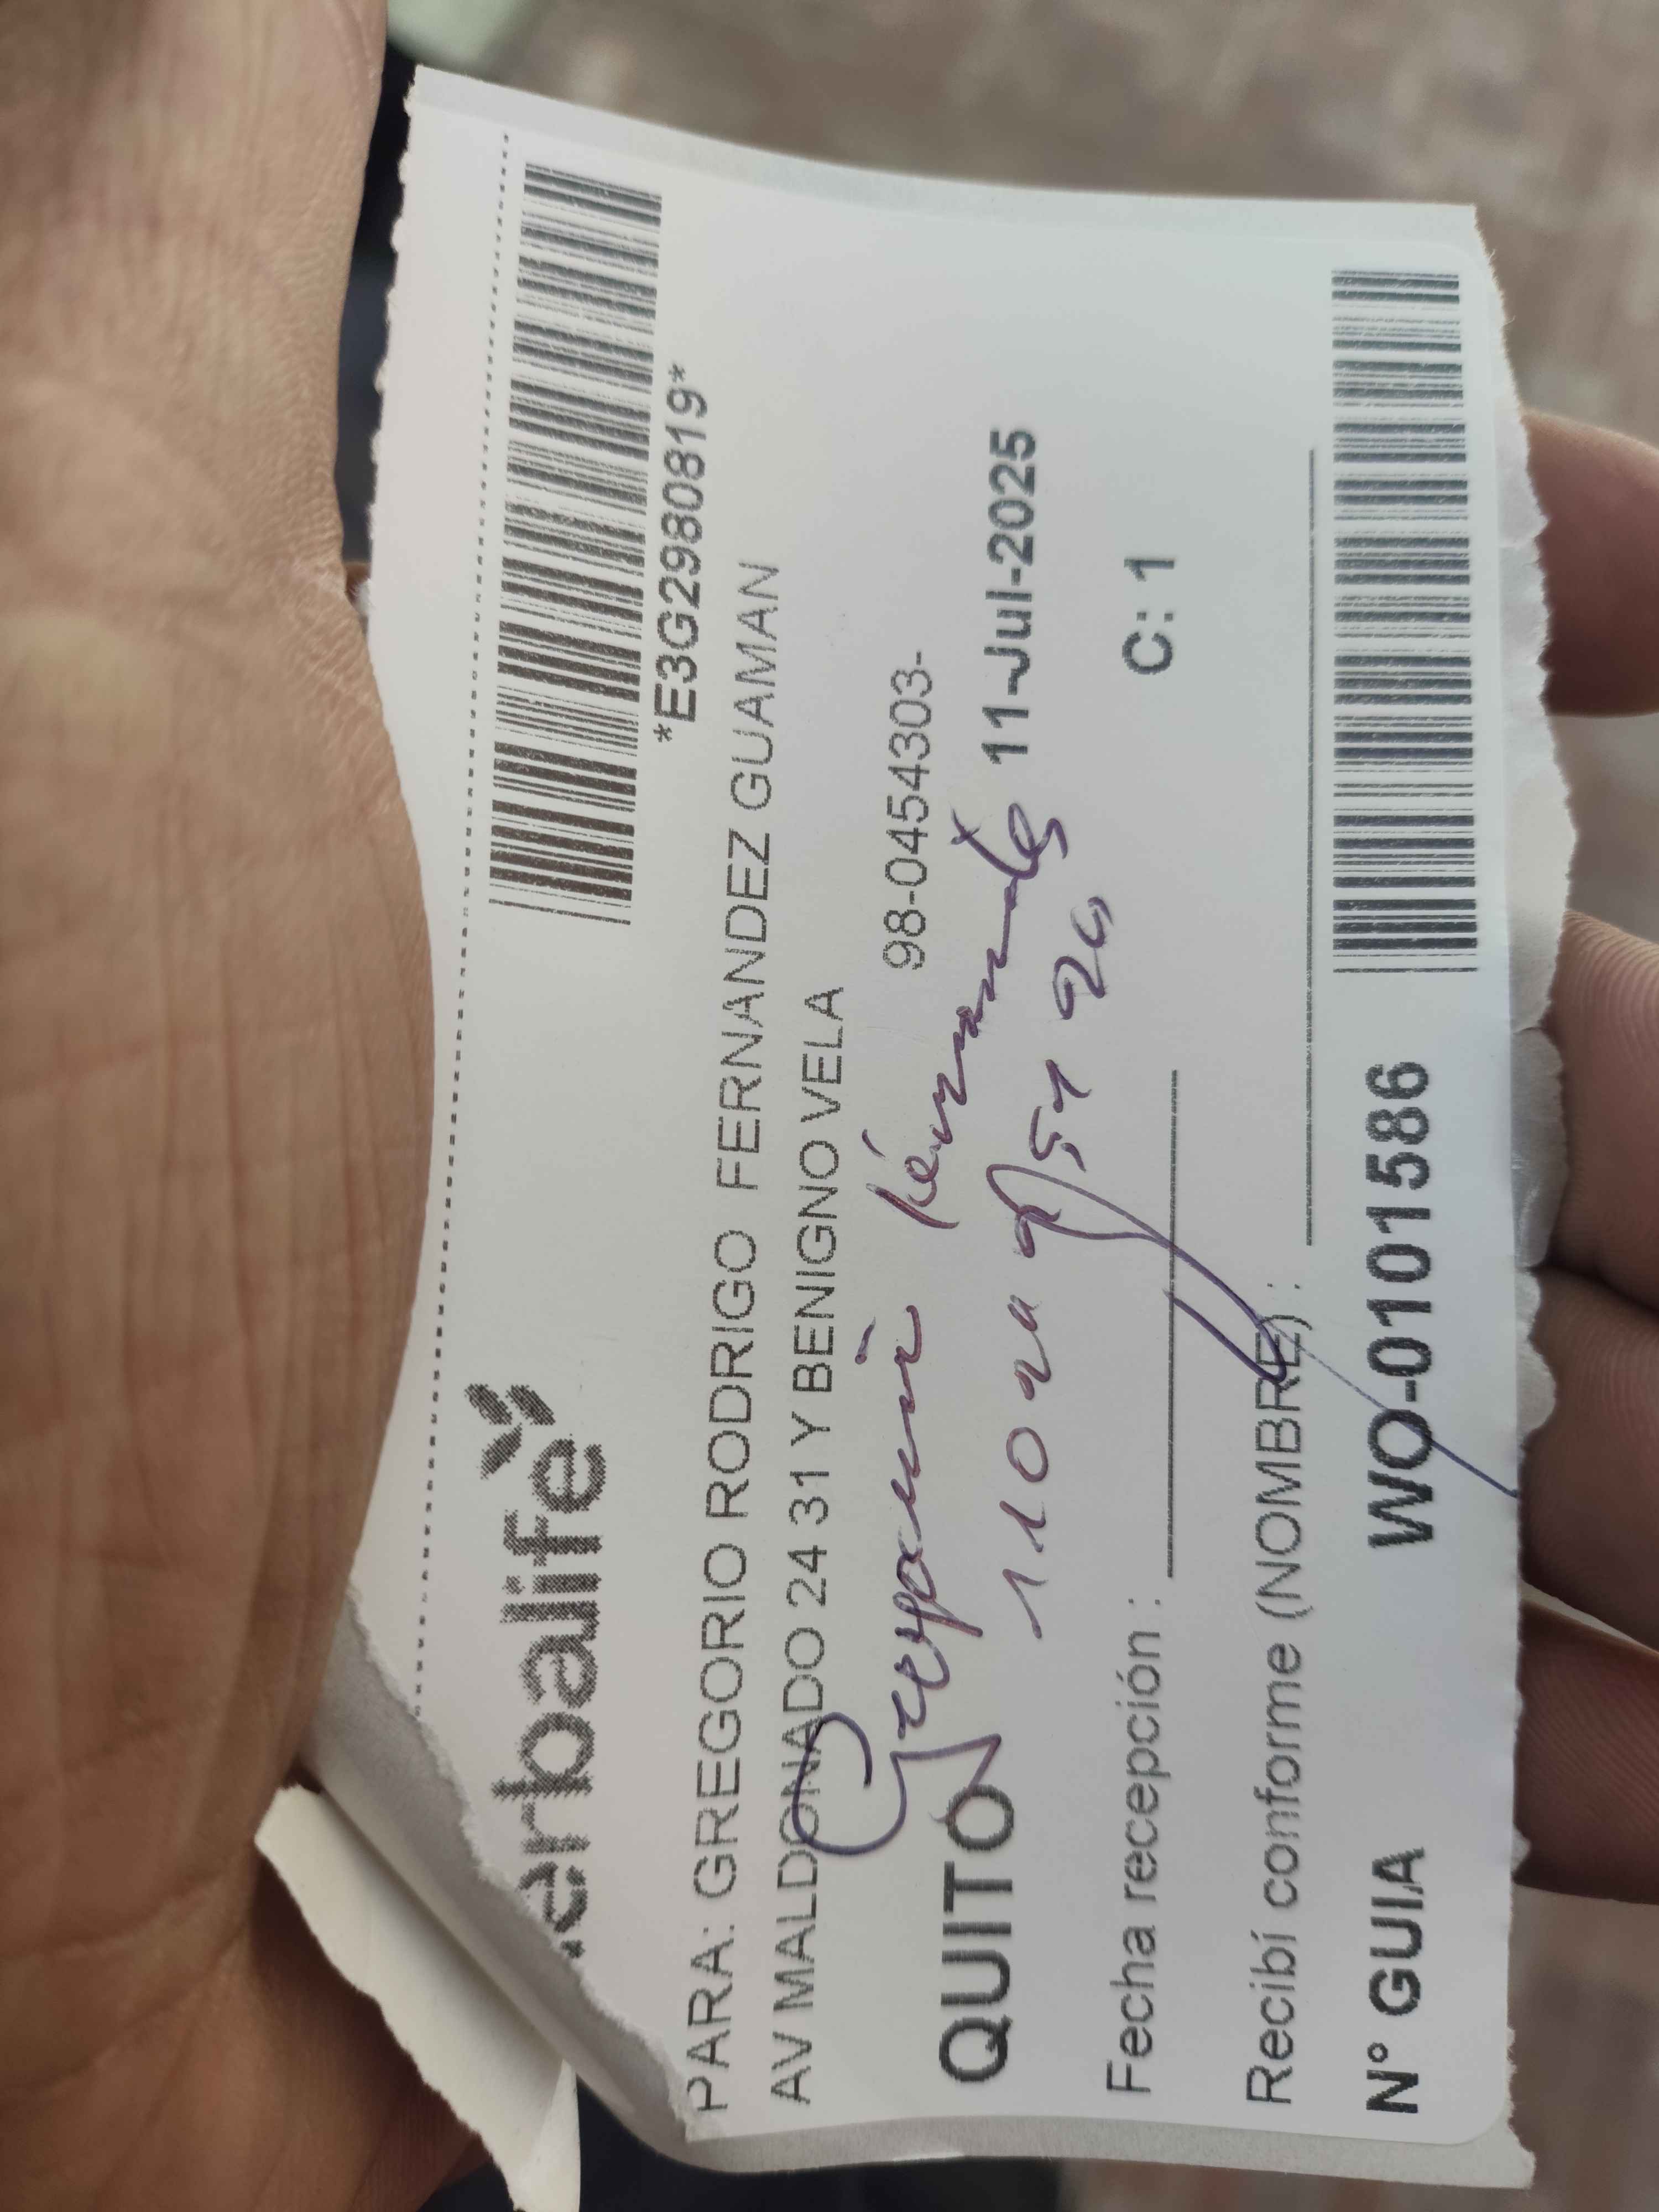 erbalife
*E3G2980819*
PARA: GREGORIO RODRIGO FERNANDEZ GUAMAN
AV MALDONADO 24 31 Y BENIGNO VELA
98-0454303-
QUITO 11-Jul-2025
C: 1
Fecha recepción :
Recibí conforme (NOMBRE) :
N° GUIA WO-0101586